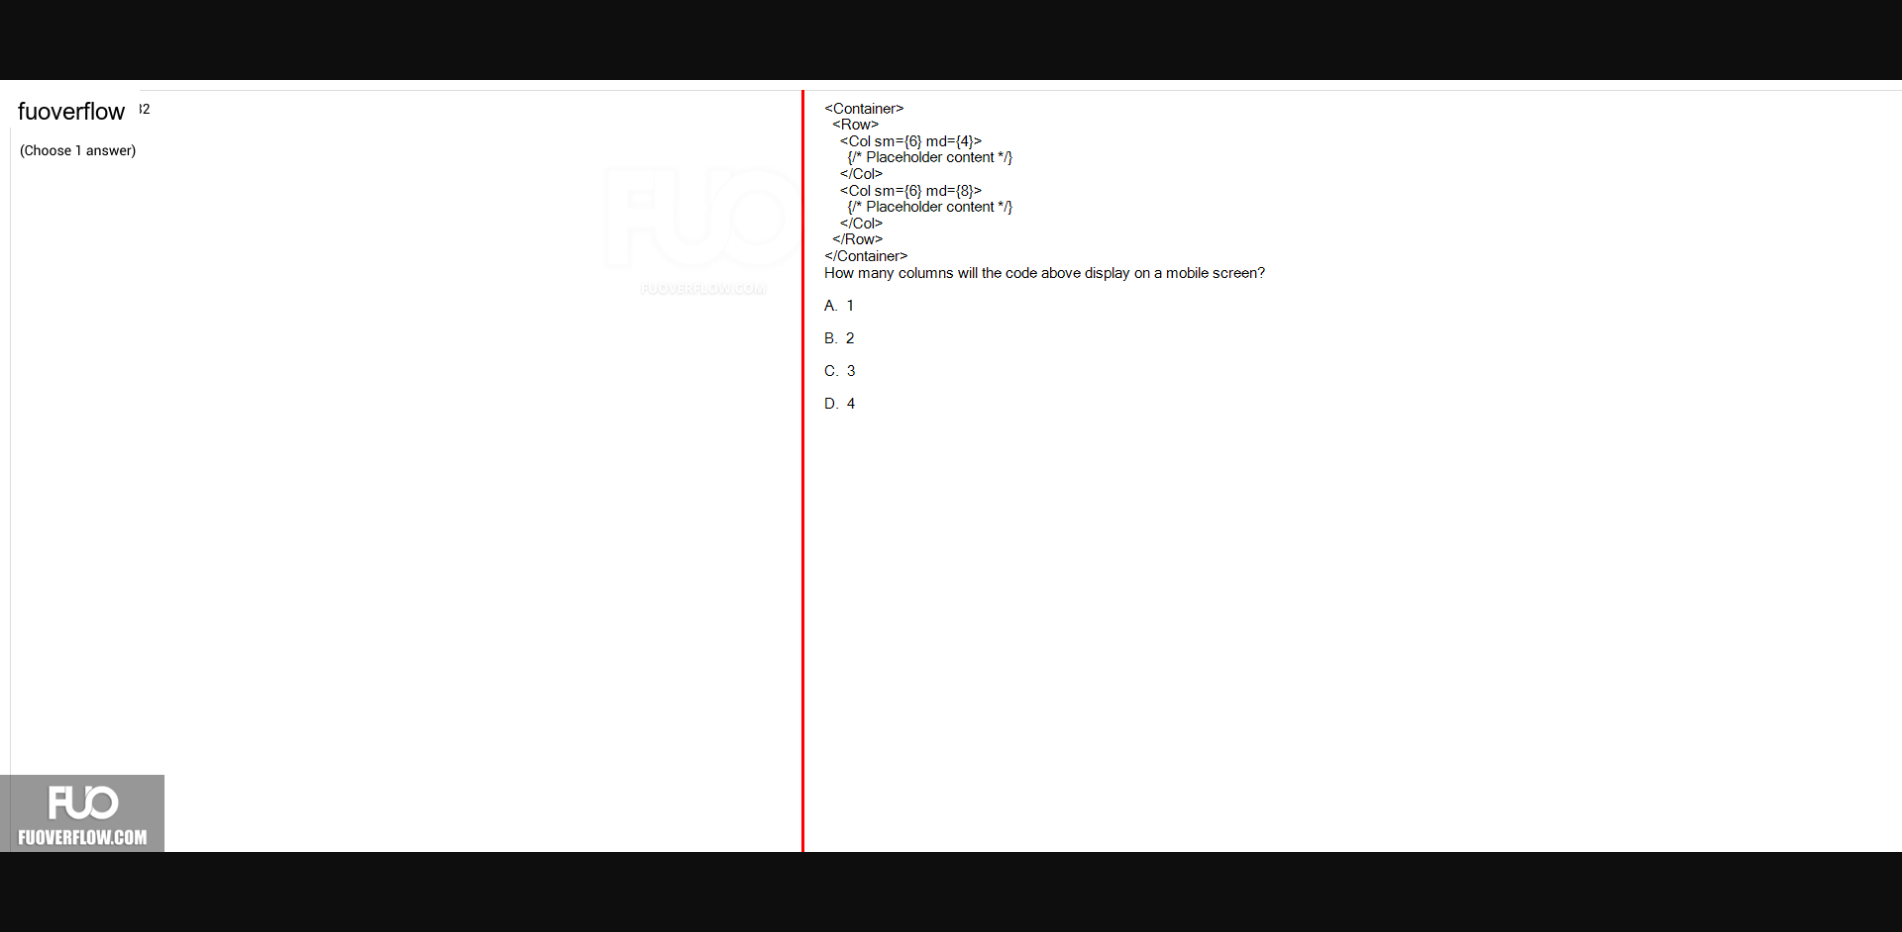 fuoverflow
32
(Choose 1 answer)
FUO
FUOVERFLOW.COM
<Container>
<Row>
<Col sm={6} md={4}>
{/* Placeholder content */}
</Col>
<Col sm={6} md={8}>
{/* Placeholder content */}
</Col>
</Row>
</Container>
How many columns will the code above display on a mobile screen?
A. 1
B. 2
C. 3
D. 4
FUO
FUOVERFLOW.COM